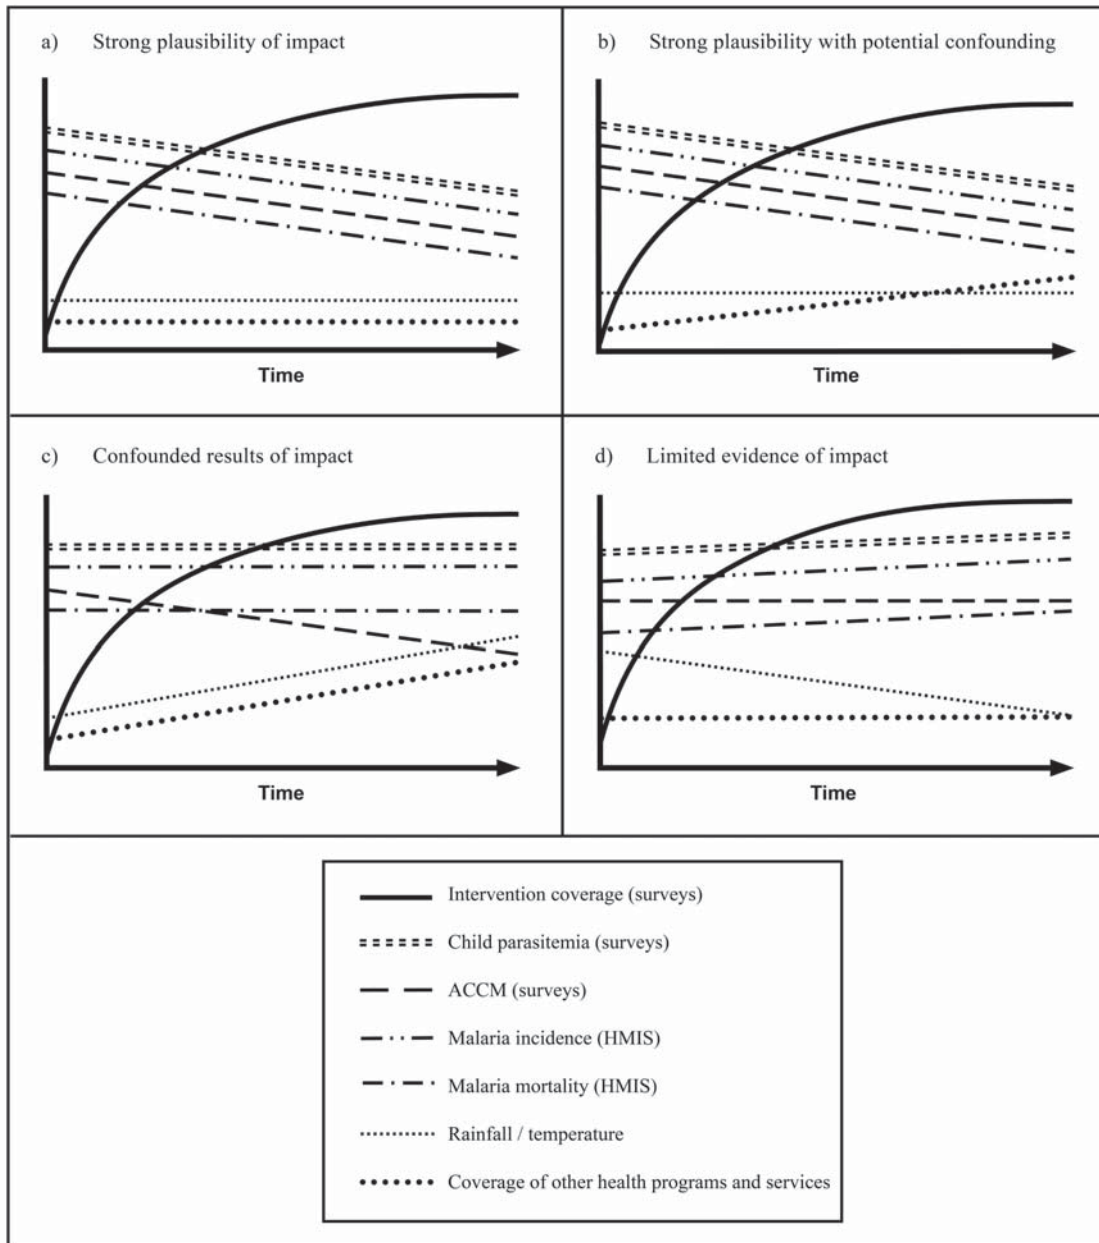 a) Strong plausibility of impact
b) Strong plausibility with potential confounding
Time
Time
c) Confounded results of impact
d) Limited evidence of impact
Time
Time
Intervention coverage (surveys)
Child parasitemia (surveys)
ACCM (surveys)
Malaria incidence (HMIS)
Malaria mortality (HMIS)
Rainfall / temperature
Coverage of other health programs and services